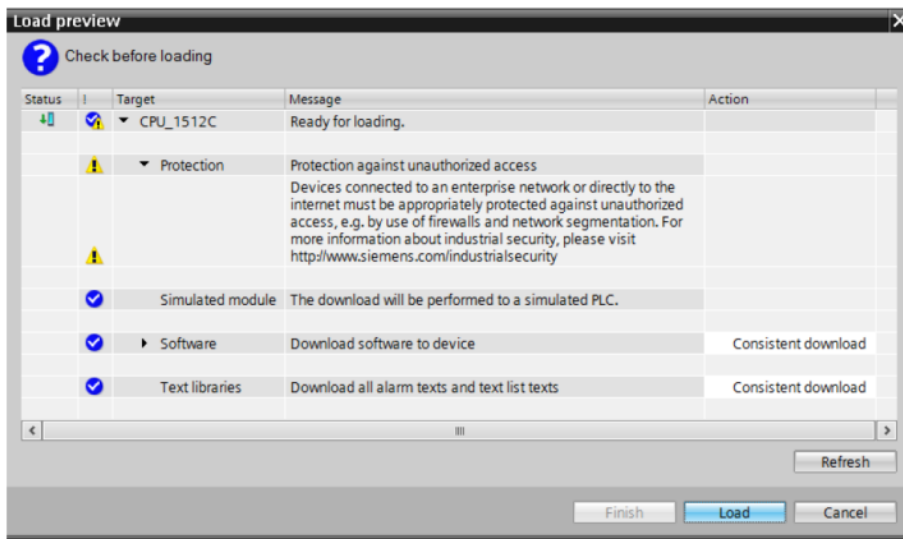 Load preview
Check before loading
Status ! Target Message Action
CPU_1512C Ready for loading.
Protection Protection against unauthorized access
Devices connected to an enterprise network or directly to the
internet must be appropriately protected against unauthorized
access, e.g. by use of firewalls and network segmentation. For
more information about industrial security, please visit
http://www.siemens.com/industrialsecurity
Simulated module The download will be performed to a simulated PLC.
Software Download software to device Consistent download
Text libraries Download all alarm texts and text list texts Consistent download
Refresh
Finish Load Cancel